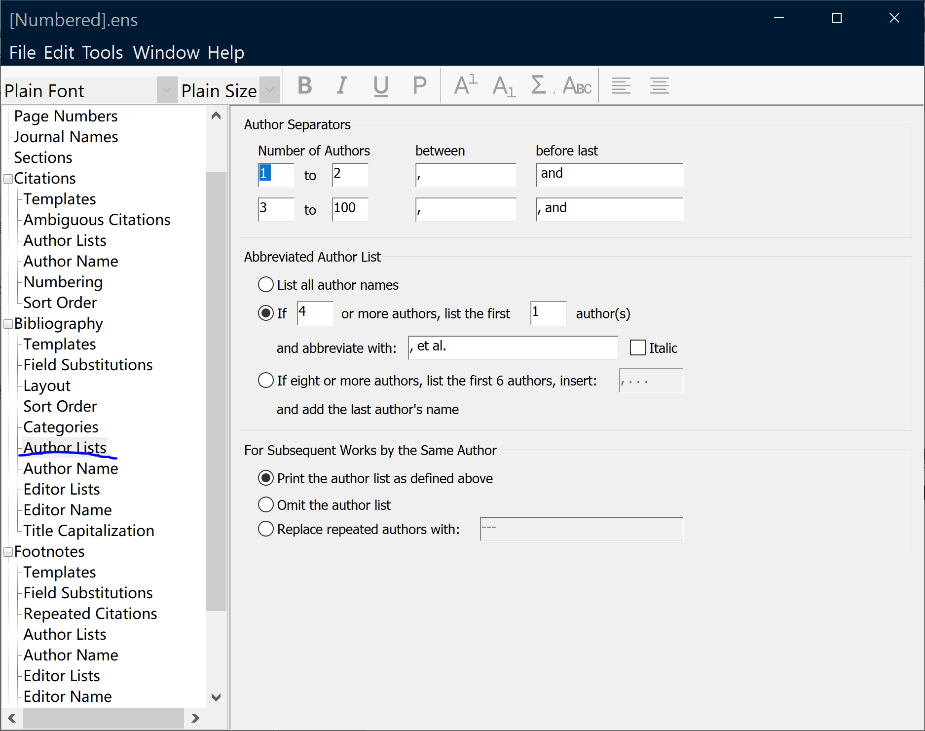 [Numbered].ens
File Edit Tools Window Help
Plain Font Plain Size B I U P A1 A1 Σ. ABC
Page Numbers
Journal Names
Sections
Citations
Templates
Ambiguous Citations
Author Lists
Author Name
Numbering
Sort Order
Bibliography
Templates
Field Substitutions
Layout
Sort Order
Categories
Author Lists
Author Name
Editor Lists
Editor Name
Title Capitalization
Footnotes
Templates
Field Substitutions
Repeated Citations
Author Lists
Author Name
Editor Lists
Editor Name
Author Separators
Number of Authors between before last
1 to 2 , and
3 to 100 , , and
Abbreviated Author List
List all author names
If 4 or more authors, list the first 1 author(s)
and abbreviate with: , et al. Italic
If eight or more authors, list the first 6 authors, insert: , . . .
and add the last author's name
For Subsequent Works by the Same Author
Print the author list as defined above
Omit the author list
Replace repeated authors with: ---